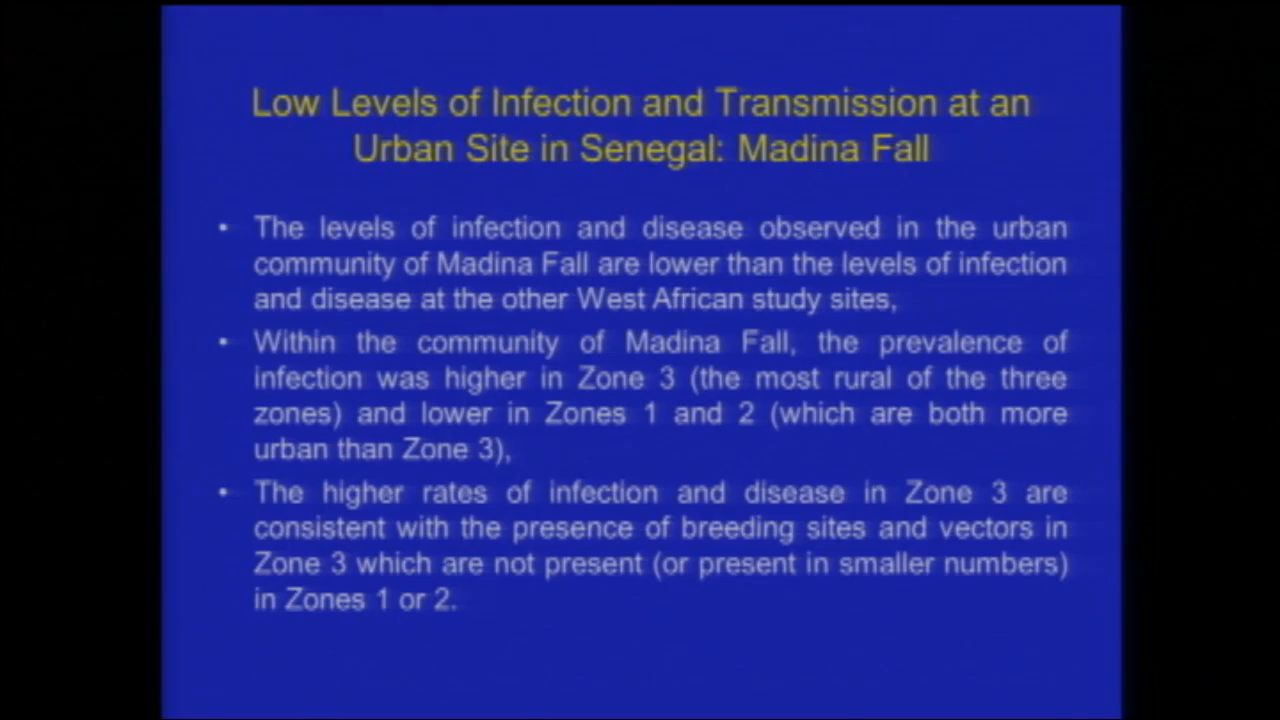 Low Levels of Infection and Transmission at an
Urban Site in Senegal: Madina Fall
• The levels of infection and disease observed in the urban
community of Madina Fall are lower than the levels of infection
and disease at the other West African study sites,
• Within the community of Madina Fall, the prevalence of
infection was higher in Zone 3 (the most rural of the three
zones) and lower in Zones 1 and 2 (which are both more
urban than Zone 3),
• The higher rates of infection and disease in Zone 3 are
consistent with the presence of breeding sites and vectors in
Zone 3 which are not present (or present in smaller numbers)
in Zones 1 or 2.